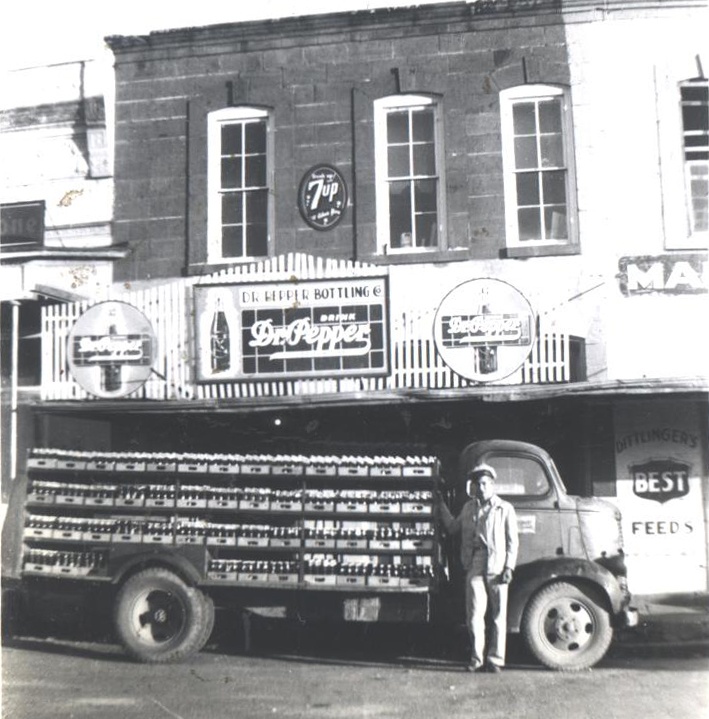 7up
DR. PEPPER BOTTLING CO
DRINK
Dr. Pepper
Dr. Pepper
Dr. Pepper
MA
DITTLINGER'S
BEST
FEEDS